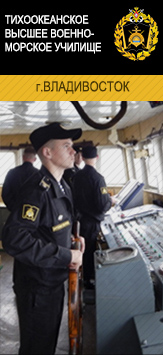 ТИХООКЕАНСКОЕ
ВЫСШЕЕ ВОЕННО-
МОРСКОЕ УЧИЛИЩЕ
г.ВЛАДИВОСТОК